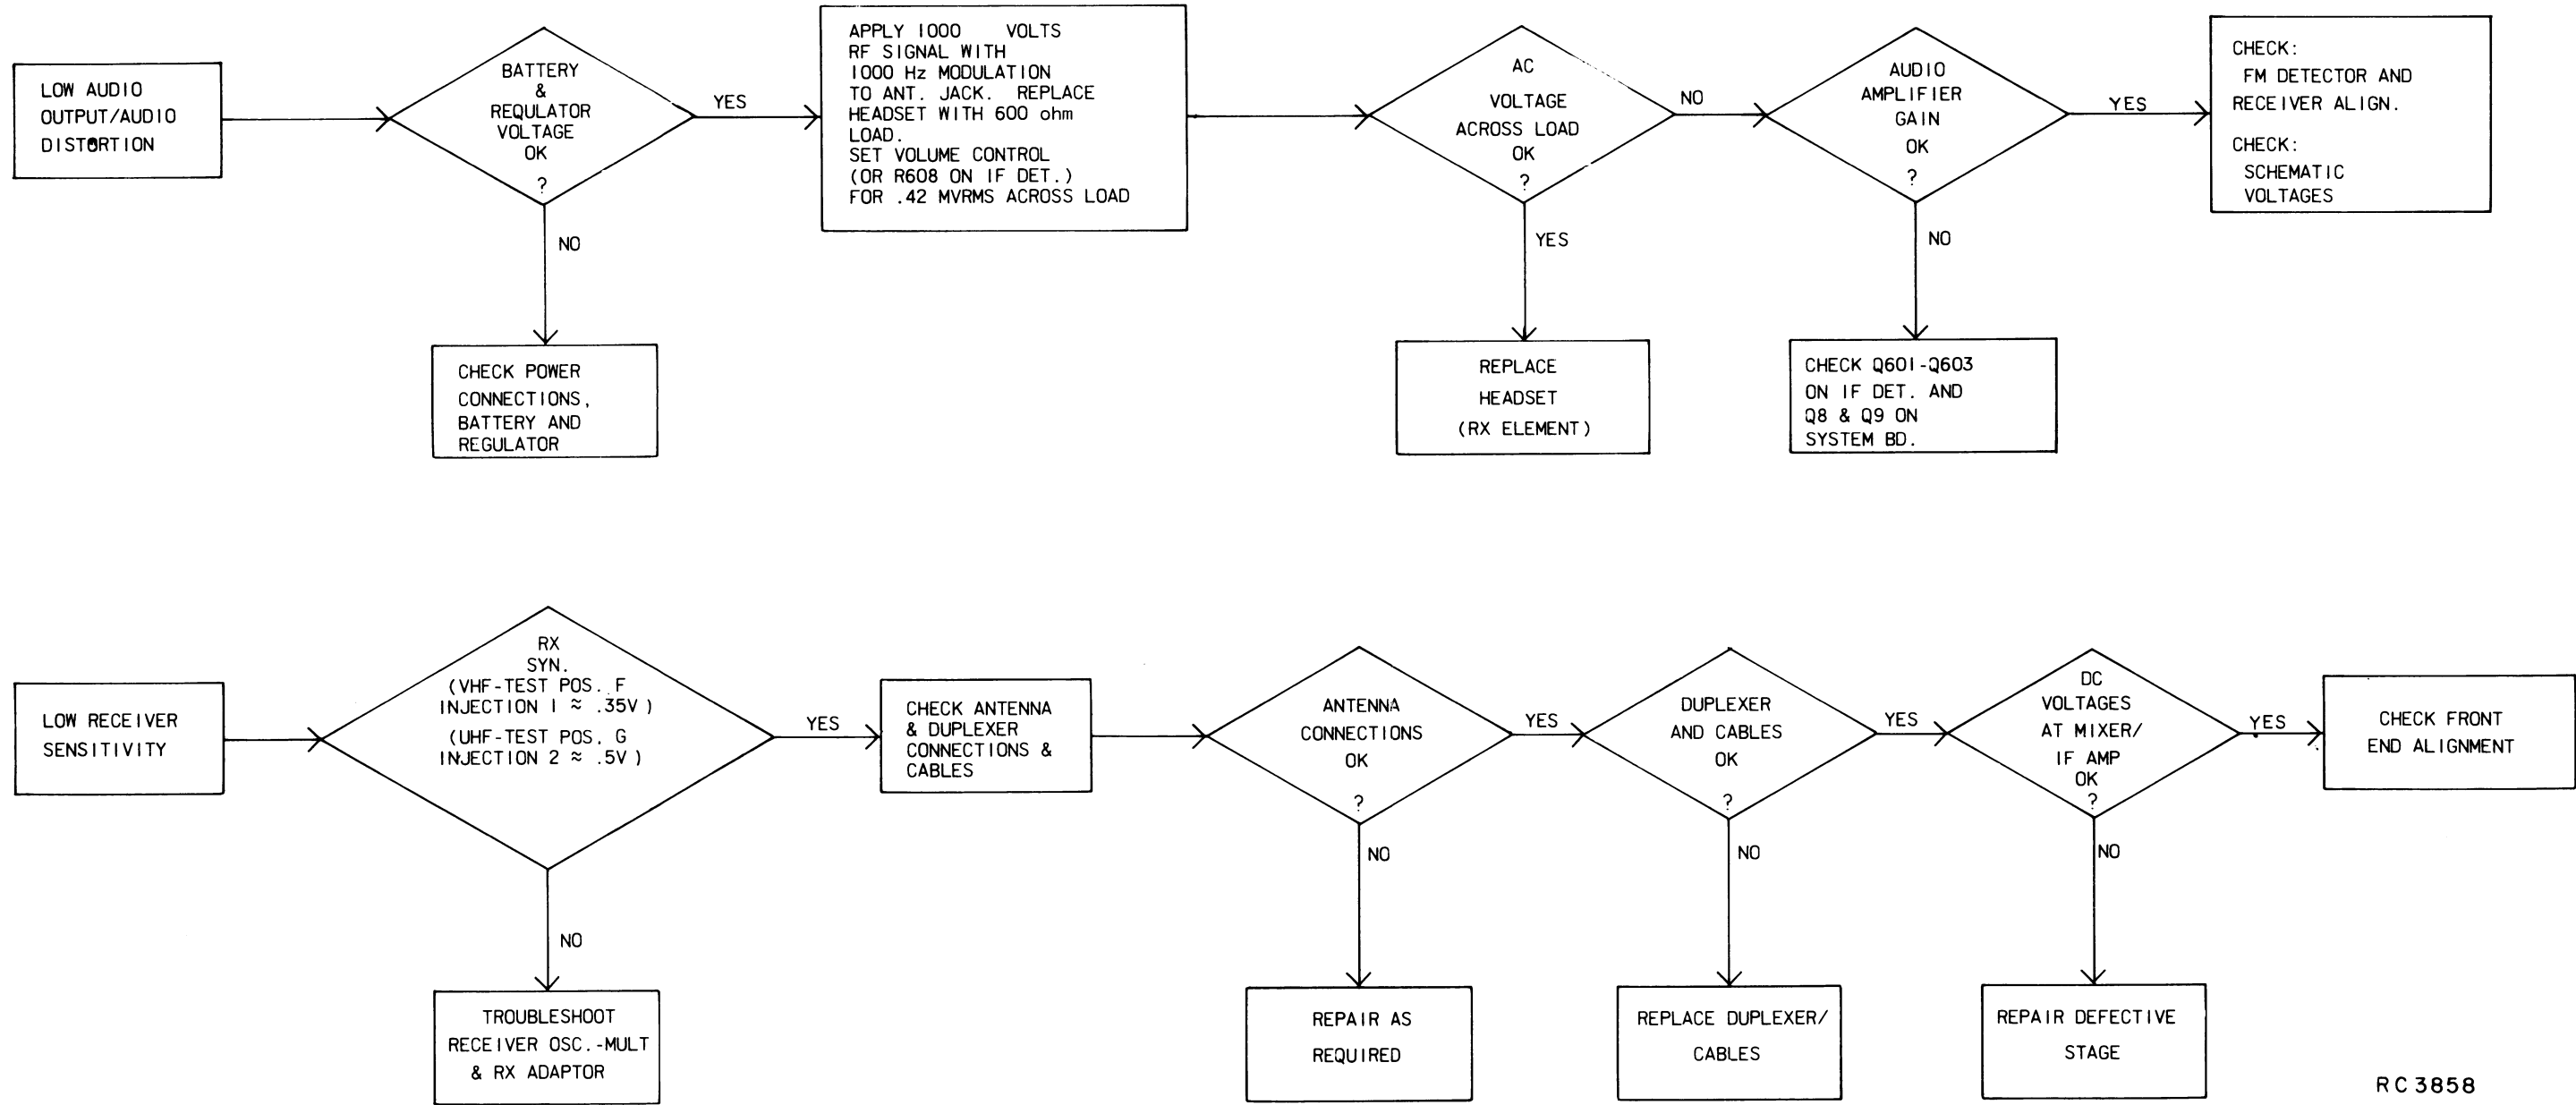 LOW AUDIO
OUTPUT/AUDIO
DISTORTION
BATTERY
&
REQULATOR
VOLTAGE
OK
?
YES
NO
CHECK POWER
CONNECTIONS,
BATTERY AND
REGULATOR
APPLY 1000 VOLTS
RF SIGNAL WITH
1000 Hz MODULATION
TO ANT. JACK. REPLACE
HEADSET WITH 600 ohm
LOAD.
SET VOLUME CONTROL
(OR R608 ON IF DET.)
FOR .42 MVRMS ACROSS LOAD
AC
VOLTAGE
ACROSS LOAD
OK
?
NO
YES
REPLACE
HEADSET
(RX ELEMENT)
AUDIO
AMPLIFIER
GAIN
OK
?
YES
NO
CHECK Q601-Q603
ON IF DET. AND
Q8 & Q9 ON
SYSTEM BD.
CHECK:
FM DETECTOR AND
RECEIVER ALIGN.
CHECK:
SCHEMATIC
VOLTAGES
LOW RECEIVER
SENSITIVITY
RX
SYN.
(VHF-TEST POS. F
INJECTION 1 ≈ .35V)
(UHF-TEST POS. G
INJECTION 2 ≈ .5V)
YES
NO
TROUBLESHOOT
RECEIVER OSC.-MULT
& RX ADAPTOR
CHECK ANTENNA
& DUPLEXER
CONNECTIONS &
CABLES
ANTENNA
CONNECTIONS
OK
?
YES
NO
REPAIR AS
REQUIRED
DUPLEXER
AND CABLES
OK
?
YES
NO
REPLACE DUPLEXER/
CABLES
DC
VOLTAGES
AT MIXER/
IF AMP
OK
?
YES
NO
REPAIR DEFECTIVE
STAGE
CHECK FRONT
END ALIGNMENT
RC3858